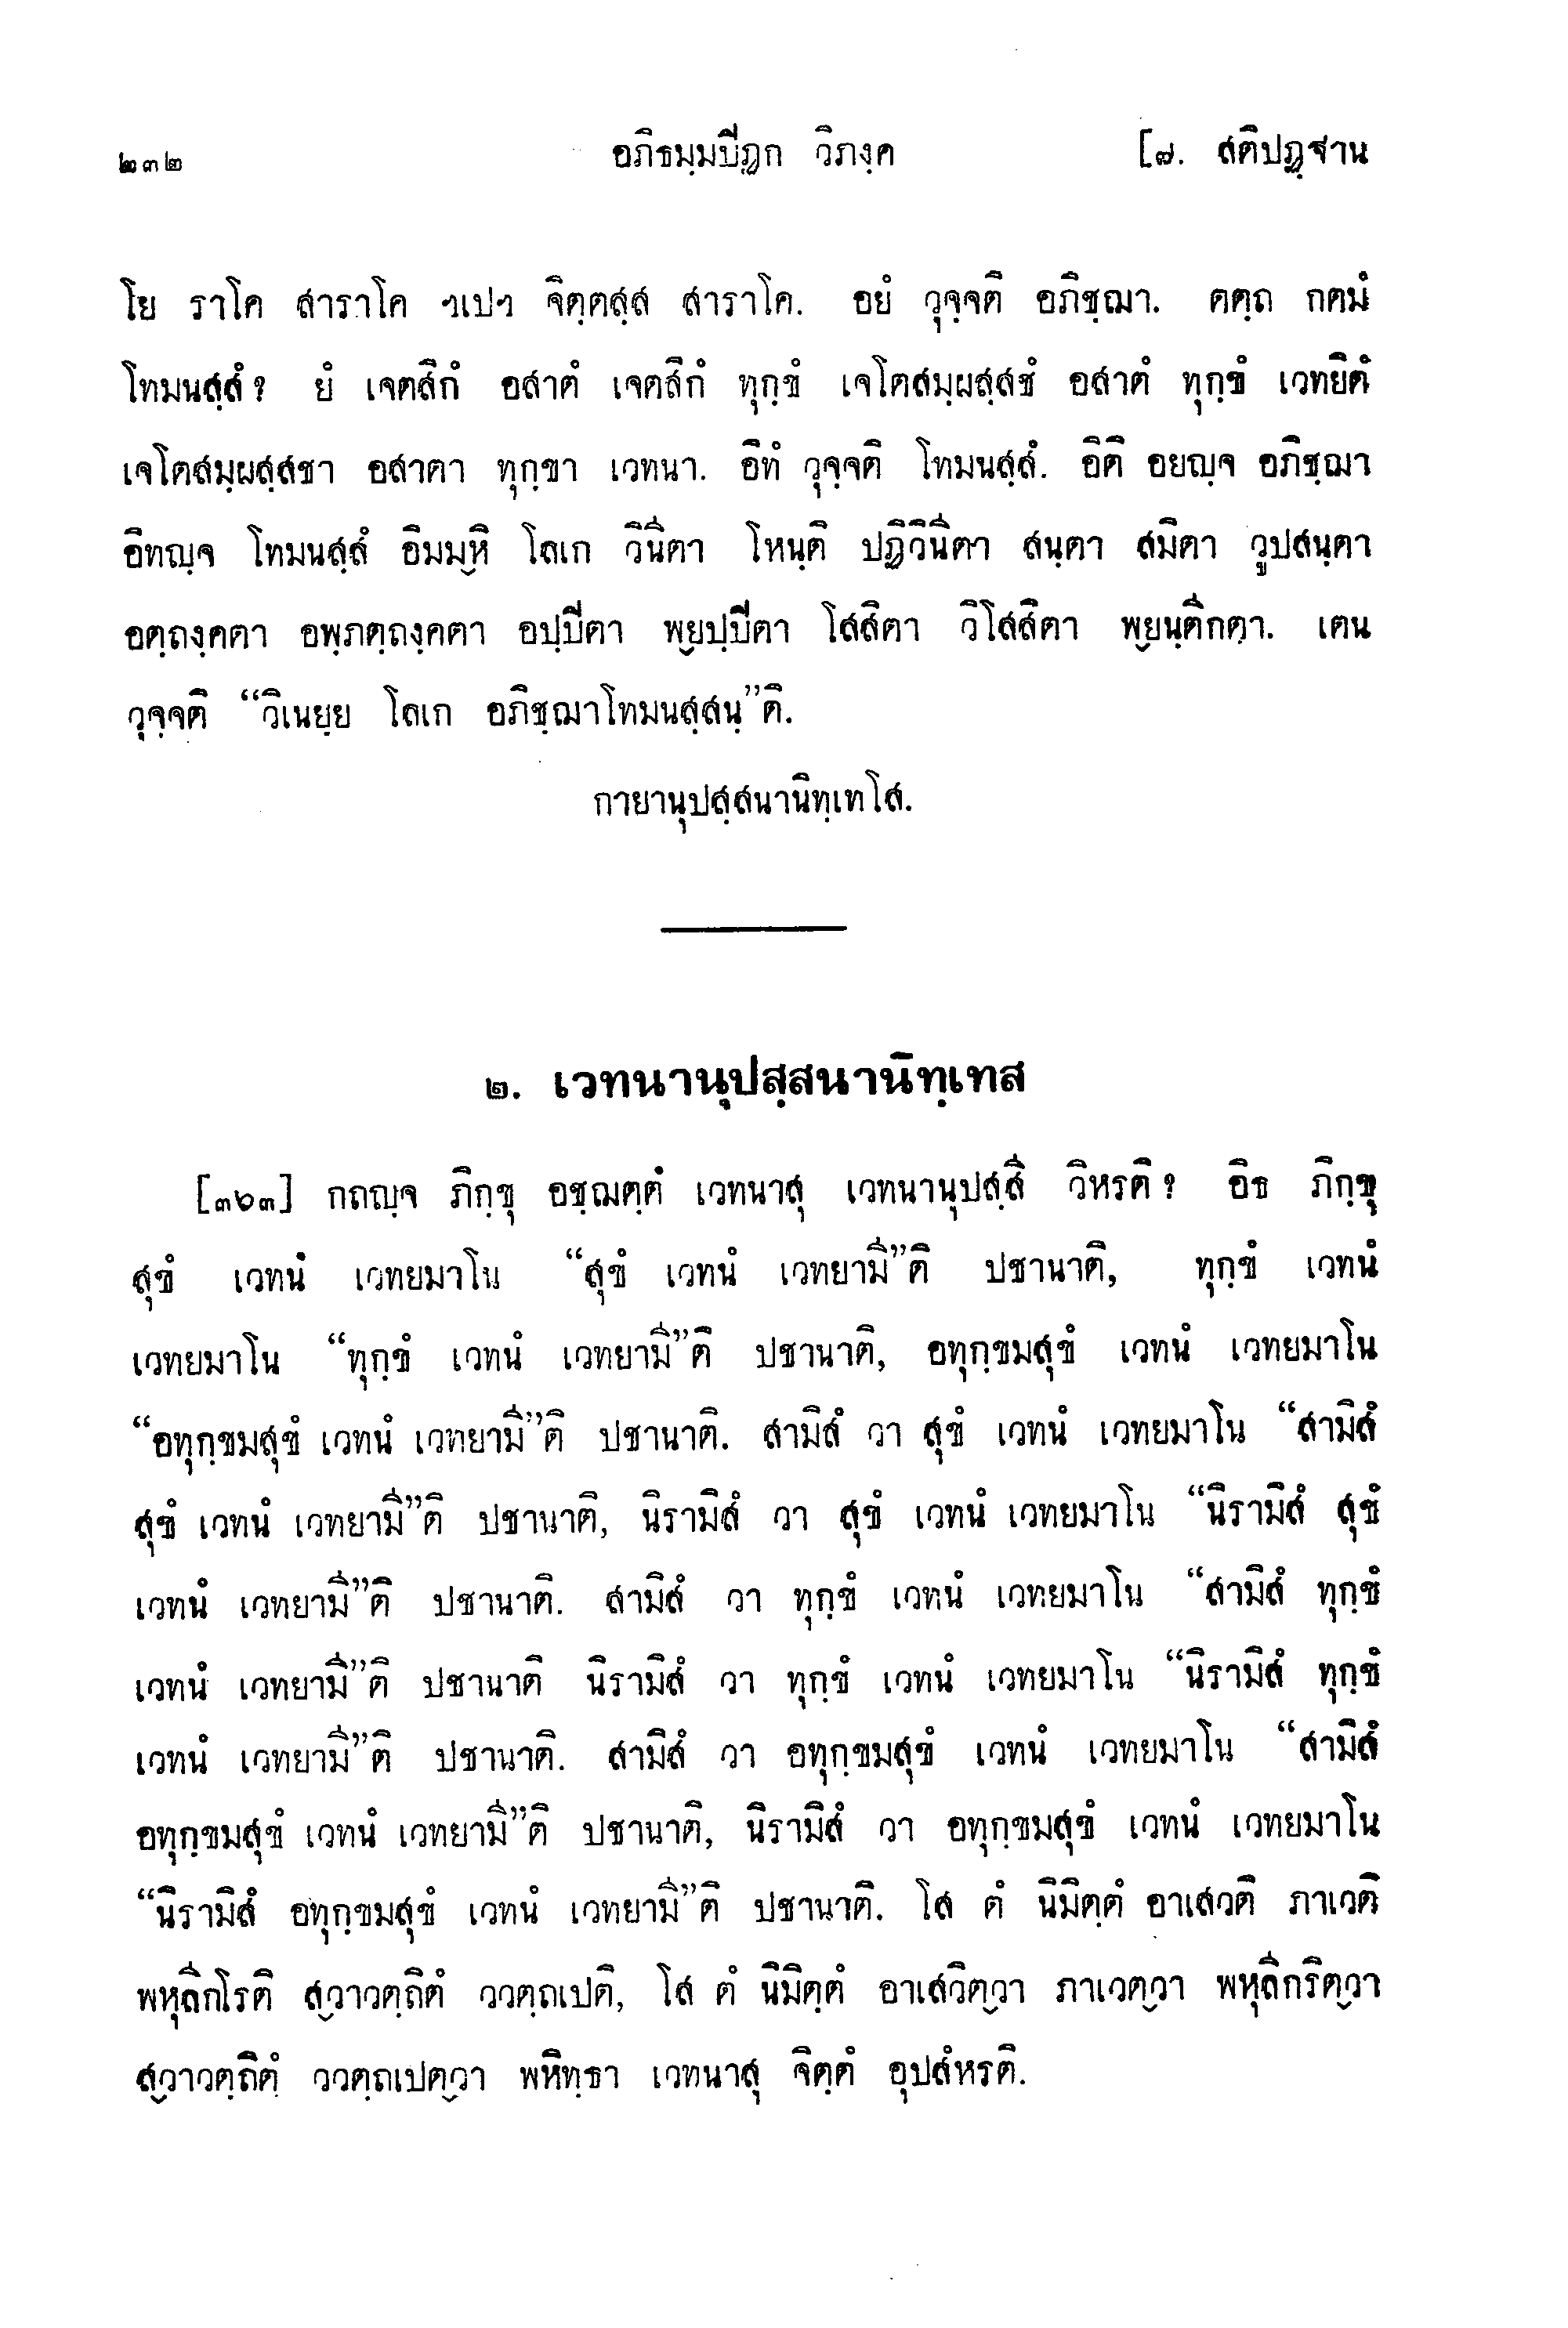 ๒๓๒ อภิธมฺมปิฏก วิภงฺค [๗. สติปฏฺฐาน
โย ราโค สาราโค ฯเปฯ จิตฺตสฺส สาราโค. อยํ วุจฺจติ อภิชฺฌา. ตตฺถ กตมํ
โทมนสฺสํ? ยํ เจตสิกํ อสาตํ เจตสิกํ ทุกฺขํ เจโตสมฺผสฺสชํ อสาตํ ทุกฺขํ เวทยิตํ
เจโตสมฺผสฺสชา อสาตา ทุกฺขา เวทนา. อิทํ วุจฺจติ โทมนสฺสํ. อิติ อยญฺจ อภิชฺฌา
อิทญฺจ โทมนสฺสํ อิมมฺหิ โลเก วินีตา โหนฺติ ปฏิวินีตา สนฺตา สมิตา วูปสนฺตา
อตฺถงฺคตา อพฺภตฺถงฺคตา อปฺปีตา พฺยปฺปีตา โสสิตา วิโสสิตา พฺยนฺตีกตา. เตน
วุจฺจติ “วิเนยฺย โลเก อภิชฺฌาโทมนสฺสนฺ”ติ.
กายานุปสฺสนานิทฺเทโส.
๒. เวทนานุปสฺสนานิทฺเทส
[๓๖๓] กถญฺจ ภิกฺขุ อชฺฌตฺตํ เวทนาสุ เวทนานุปสฺสี วิหรติ? อิธ ภิกฺขุ
สุขํ เวทนํ เวทยมาโน “สุขํ เวทนํ เวทยามี”ติ ปชานาติ, ทุกฺขํ เวทนํ
เวทยมาโน “ทุกฺขํ เวทนํ เวทยามี”ติ ปชานาติ, อทุกฺขมสุขํ เวทนํ เวทยมาโน
“อทุกฺขมสุขํ เวทนํ เวทยามี”ติ ปชานาติ. สามิสํ วา สุขํ เวทนํ เวทยมาโน “สามิสํ
สุขํ เวทนํ เวทยามี”ติ ปชานาติ, นิรามิสํ วา สุขํ เวทนํ เวทยมาโน “นิรามิสํ สุขํ
เวทนํ เวทยามี”ติ ปชานาติ. สามิสํ วา ทุกฺขํ เวทนํ เวทยมาโน “สามิสํ ทุกฺขํ
เวทนํ เวทยามี”ติ ปชานาติ นิรามิสํ วา ทุกฺขํ เวทนํ เวทยมาโน “นิรามิสํ ทุกฺขํ
เวทนํ เวทยามี”ติ ปชานาติ. สามิสํ วา อทุกฺขมสุขํ เวทนํ เวทยมาโน “สามิสํ
อทุกฺขมสุขํ เวทนํ เวทยามี”ติ ปชานาติ, นิรามิสํ วา อทุกฺขมสุขํ เวทนํ เวทยมาโน
“นิรามิสํ อทุกฺขมสุขํ เวทนํ เวทยามี”ติ ปชานาติ. โส ตํ นิมิตฺตํ อาเสวติ ภาเวติ
พหุลีกโรติ สฺวาวตฺถิตํ ววตฺถเปติ, โส ตํ นิมิตฺตํ อาเสวิตฺวา ภาเวตฺวา พหุลีกริตฺวา
สฺวาวตฺถิตํ ววตฺถเปตฺวา พหิทฺธา เวทนาสุ จิตฺตํ อุปสํหรติ.